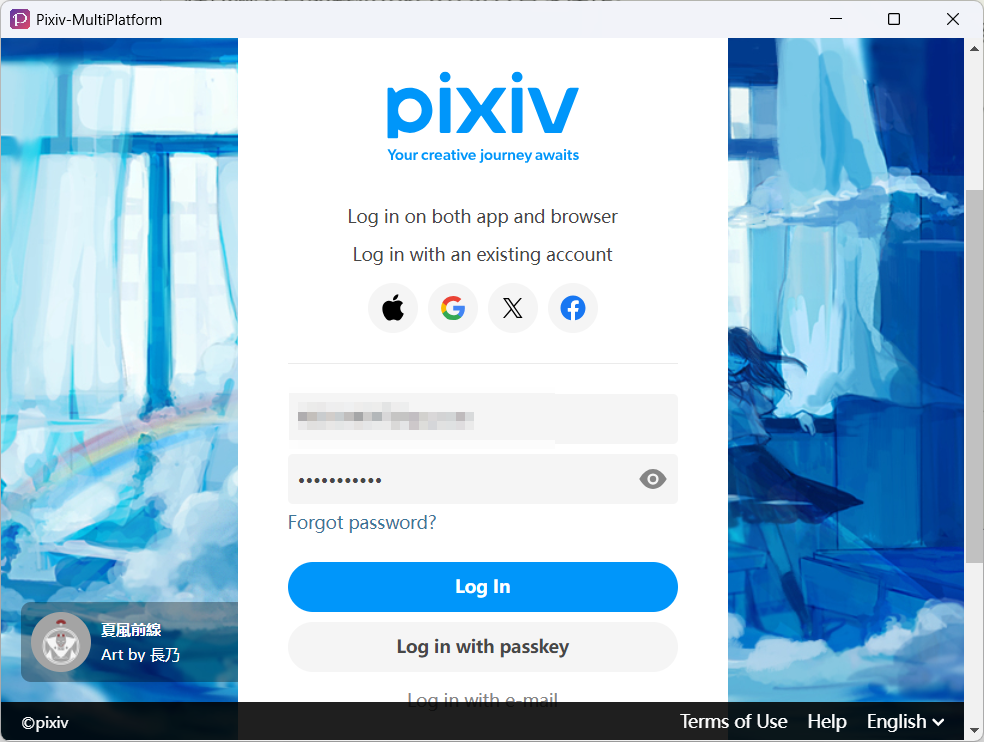 Pixiv-MultiPlatform
pixiv
Your creative journey awaits
Log in on both app and browser
Log in with an existing account
•••••••••••
Forgot password?
Log In
Log in with passkey
Log in with e-mail
夏風前線
Art by 長乃
©pixiv
Terms of Use
Help
English